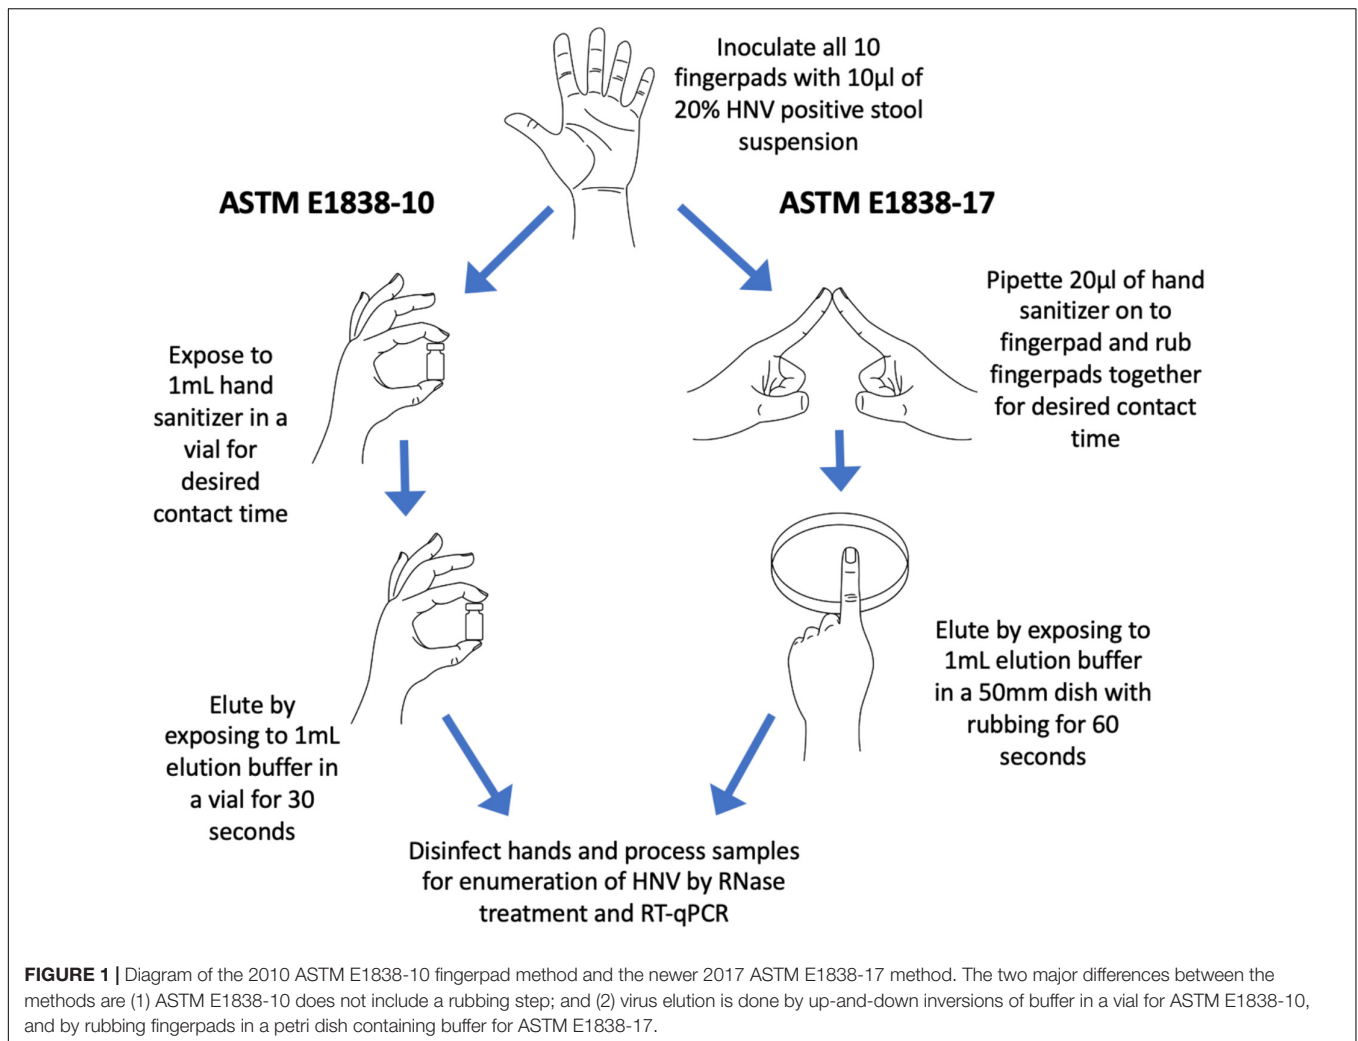 Inoculate all 10
fingerpads with 10µl of
20% HNV positive stool
suspension
ASTM E1838-10
ASTM E1838-17
Expose to
1mL hand
sanitizer in a
vial for
desired
contact time
Pipette 20µl of hand
sanitizer on to
fingerpad and rub
fingerpads together
for desired contact
time
Elute by
exposing to 1mL
elution buffer in
a vial for 30
seconds
Elute by exposing to
1mL elution buffer
in a 50mm dish with
rubbing for 60
seconds
Disinfect hands and process samples
for enumeration of HNV by RNase
treatment and RT-qPCR
FIGURE 1 | Diagram of the 2010 ASTM E1838-10 fingerpad method and the newer 2017 ASTM E1838-17 method. The two major differences between the
methods are (1) ASTM E1838-10 does not include a rubbing step; and (2) virus elution is done by up-and-down inversions of buffer in a vial for ASTM E1838-10,
and by rubbing fingerpads in a petri dish containing buffer for ASTM E1838-17.